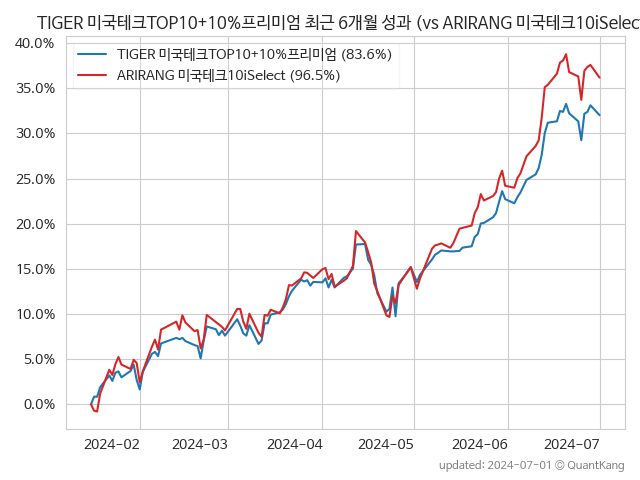 TIGER 미국테크TOP10+10%프리미엄 최근 6개월 성과 (vs ARIRANG 미국테크10iSelect
TIGER 미국테크TOP10+10%프리미엄 (83.6%)
ARIRANG 미국테크10iSelect (96.5%)
40.0%
35.0%
30.0%
25.0%
20.0%
15.0%
10.0%
5.0%
0.0%
2024-02 2024-03 2024-04 2024-05 2024-06 2024-07
updated: 2024-07-01 © QuantKang